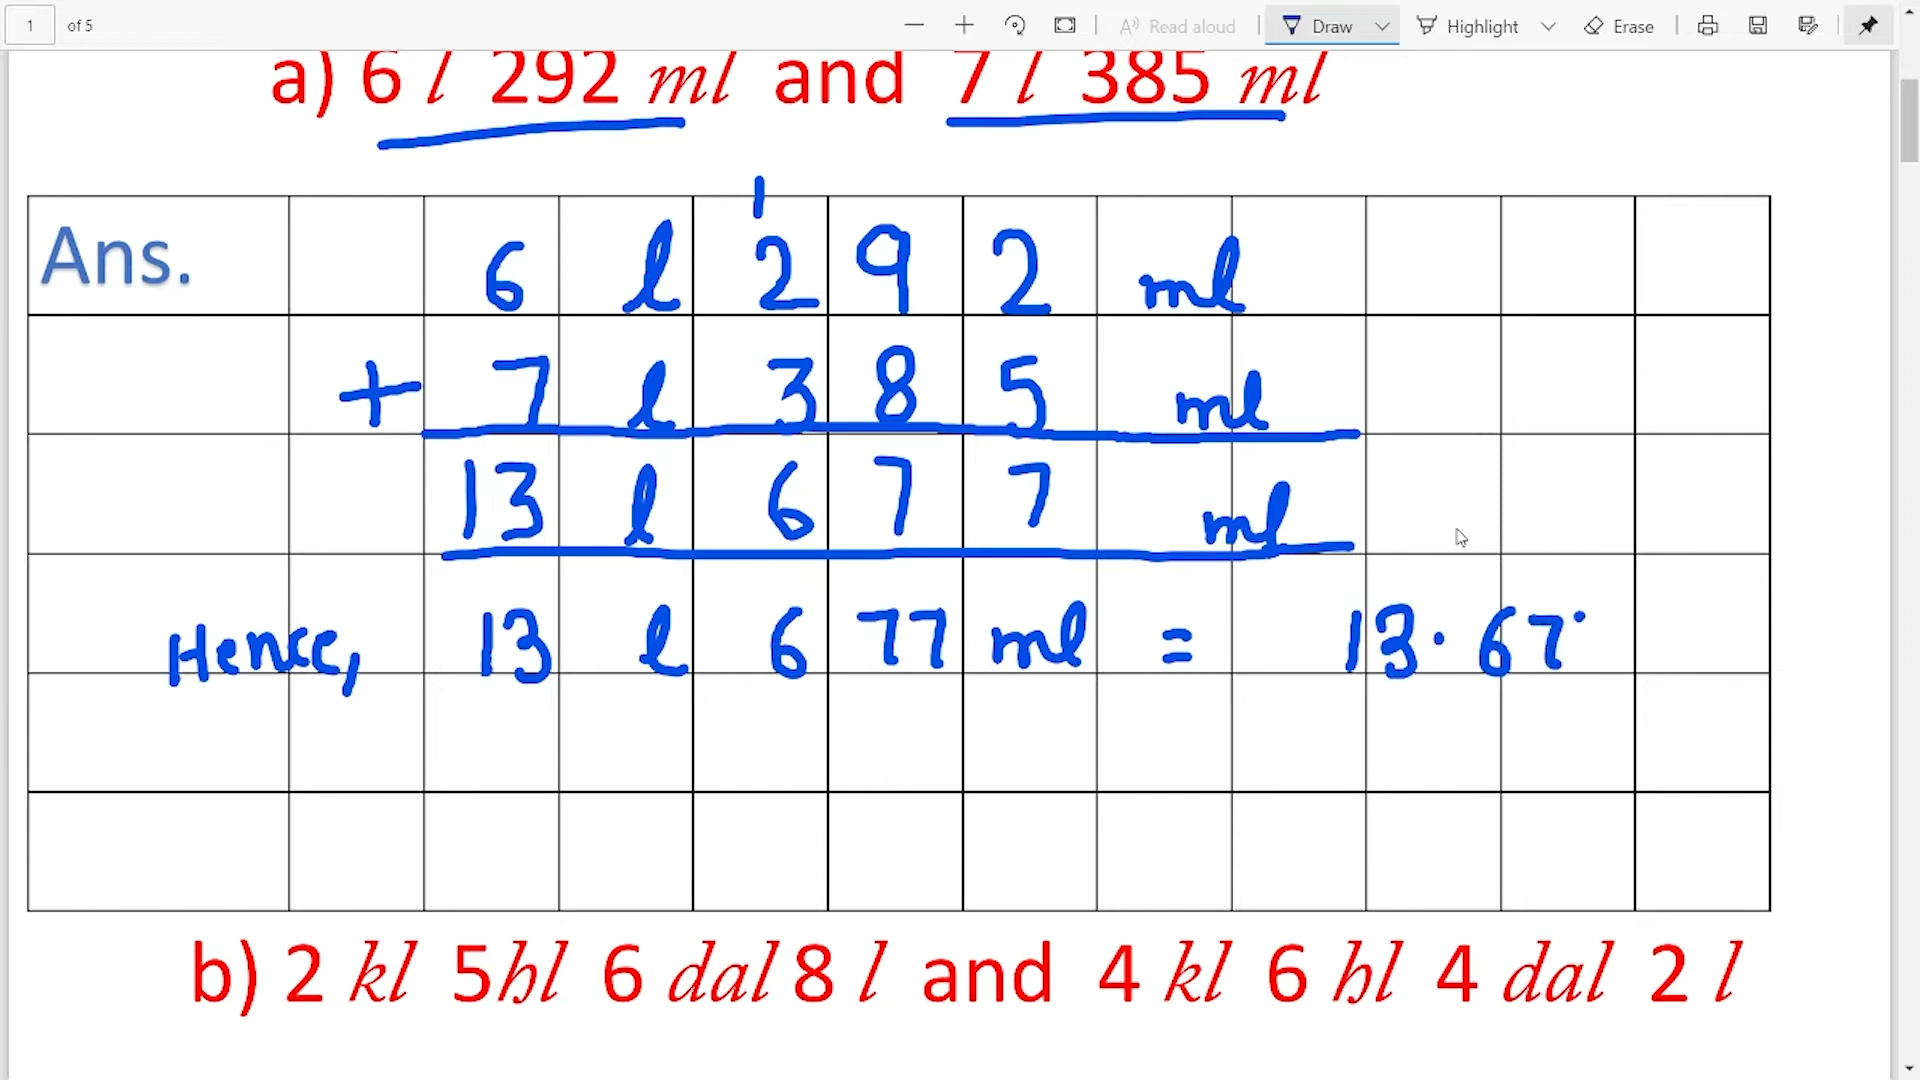 1 of 5 Read aloud Draw Highlight Erase
a) 6 l 292 ml and 7 l 385 ml
1
Ans. 6 l 2 9 2 ml
+ 7 l 3 8 5 ml
13 l 6 7 7 ml
Hence, 13 l 6 77 ml = 13.67
b) 2 kl 5hl 6 dal 8 l and 4 kl 6 hl 4 dal 2 l